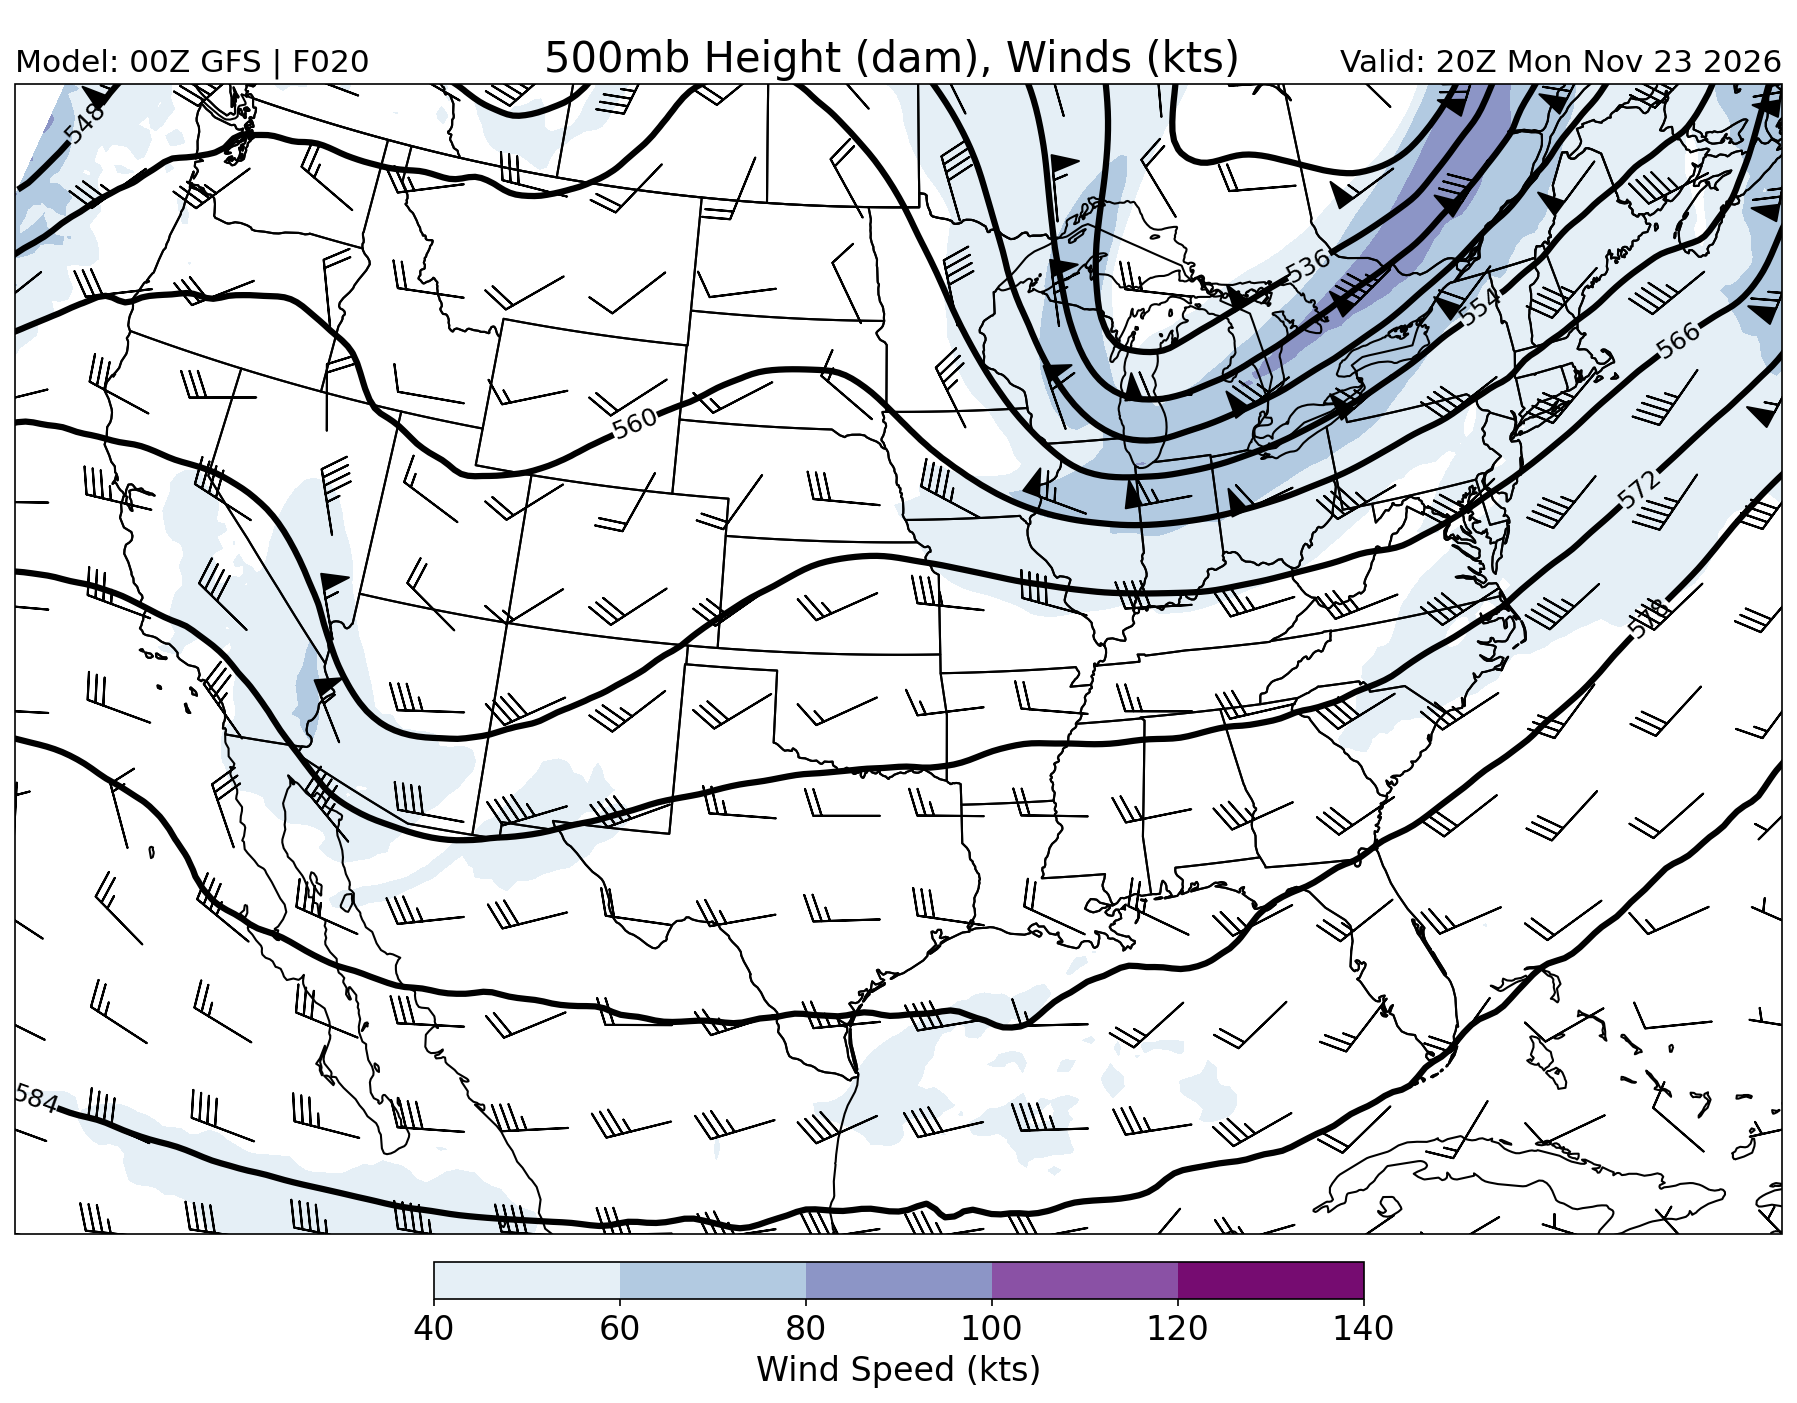 Model: 00Z GFS | F020
500mb Height (dam), Winds (kts)
Valid: 20Z Mon Nov 23 2026
548
536
554
566
560
572
578
584
40 60 80 100 120 140
Wind Speed (kts)